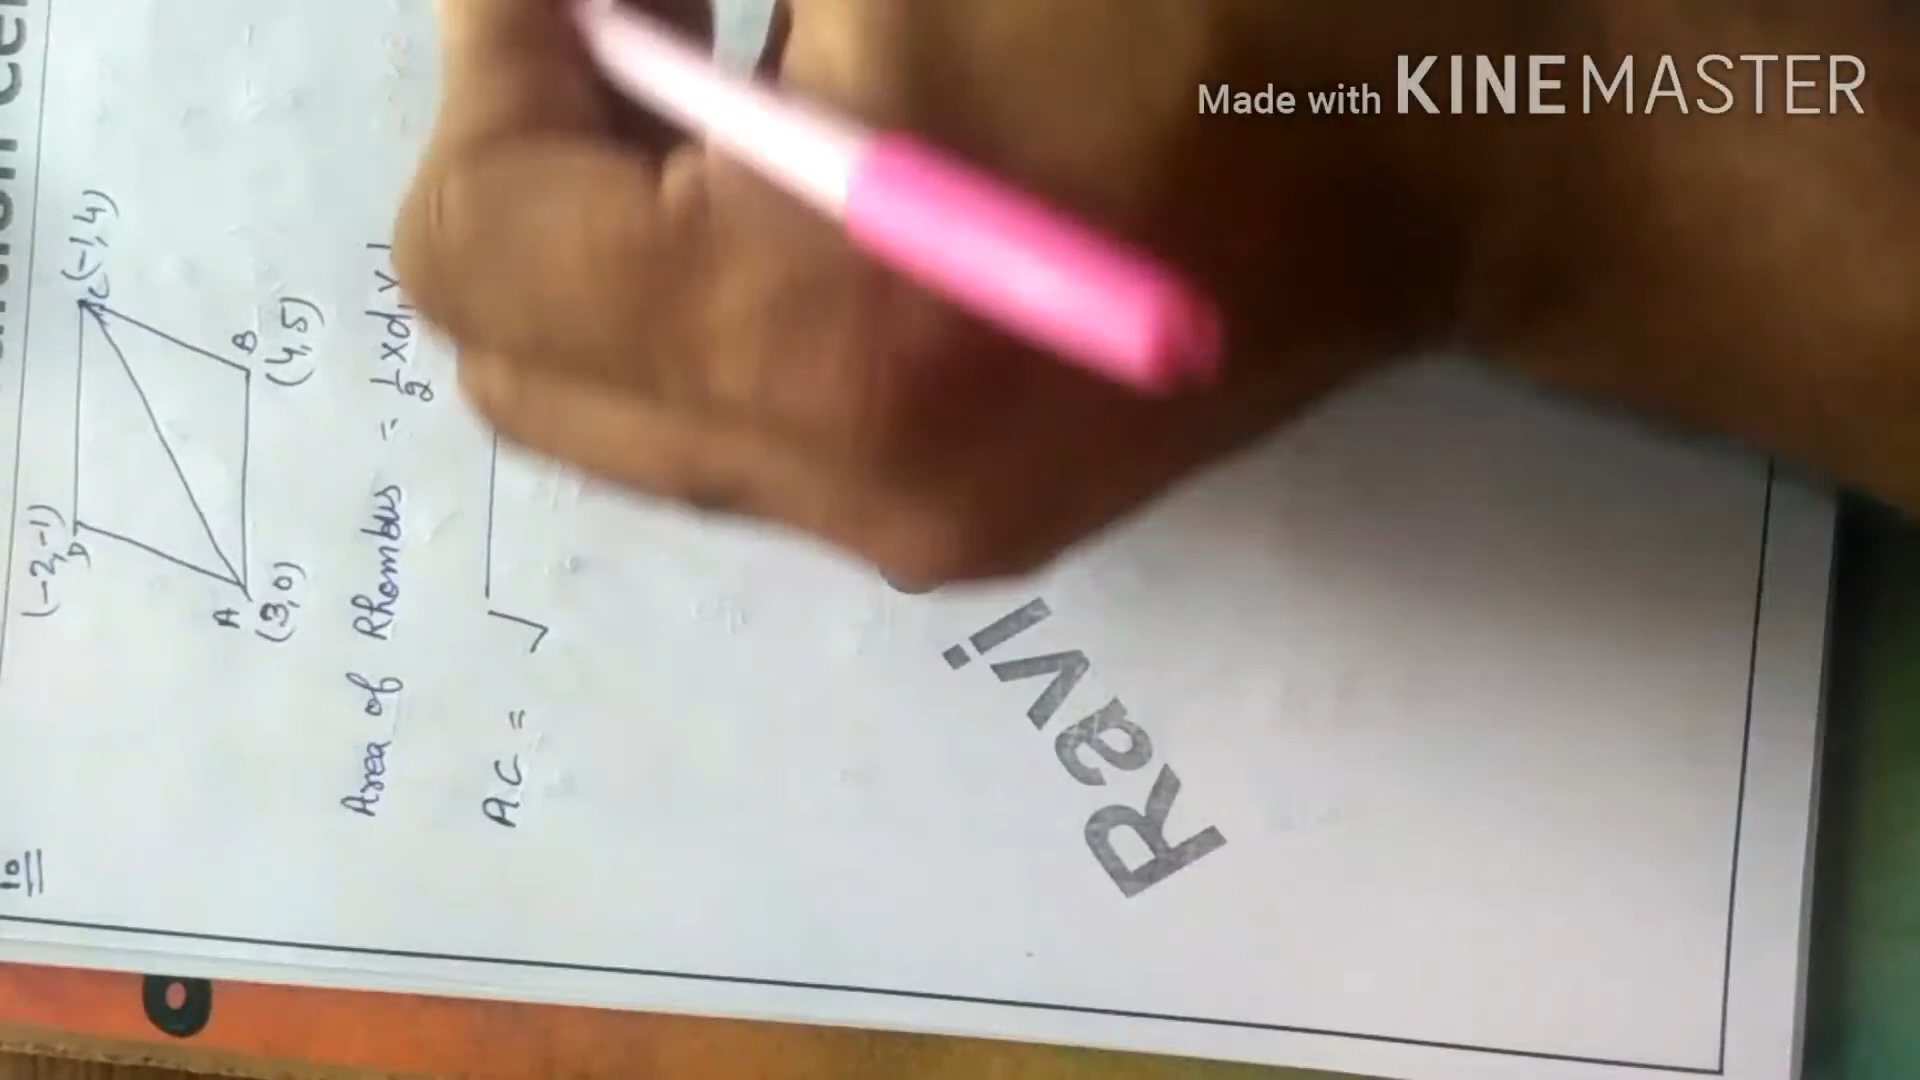 Made with KINEMASTER
10
(-2,-1)
D
C(-1,4)
A
(3,0)
B
(4,5)
Area of Rhombus = 1/2 × d₁ ×
AC = √
Ravi